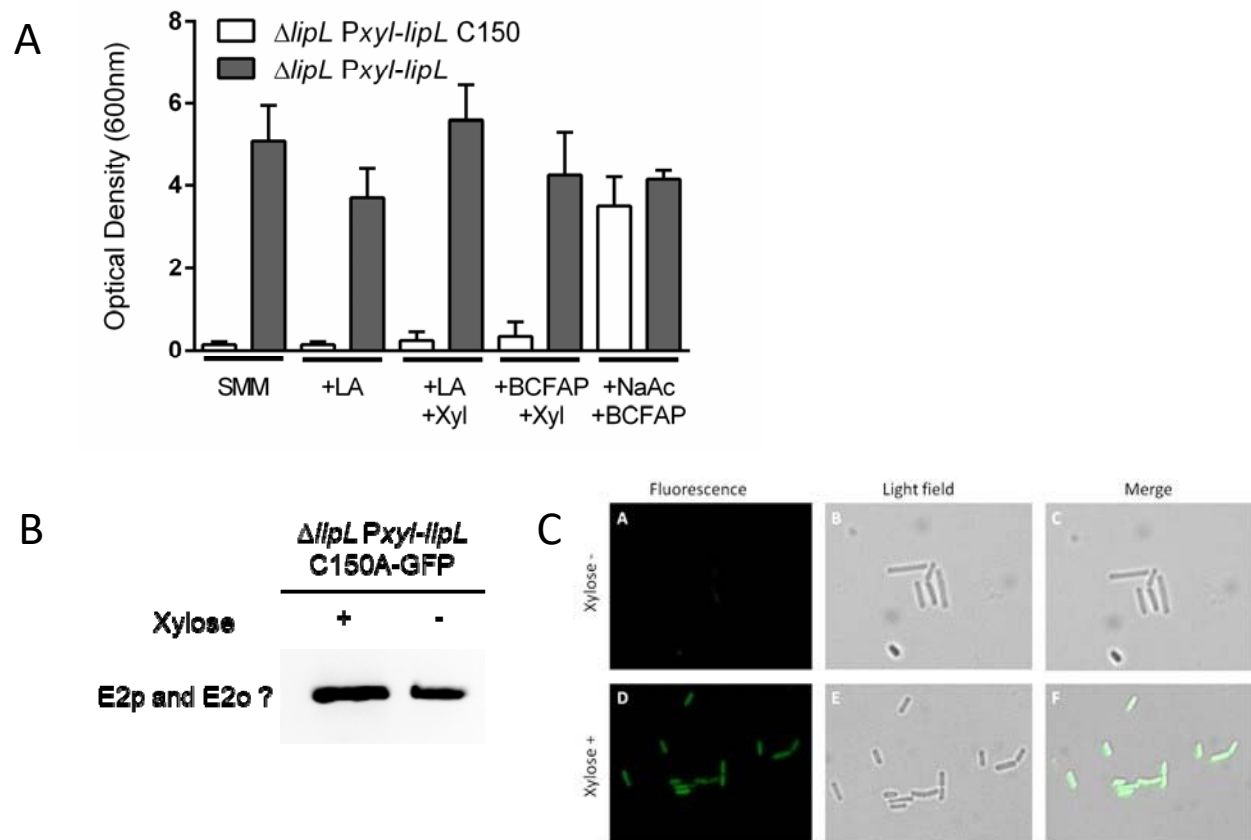 A
8
6
4
2
0
Optical Density (600nm)
ΔlipL Pxyl-lipL C150
ΔlipL Pxyl-lipL
SMM
+LA
+LA
+Xyl
+BCFAP
+Xyl
+NaAc
+BCFAP
B
ΔlipL Pxyl-lipL
C150A-GFP
Xylose + -
E2p and E2o ?
C
Fluorescence Light field Merge
Xylose -
A B C
Xylose +
D E F